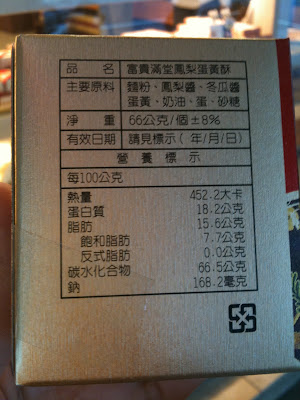 品名 富貴滿堂鳳梨蛋黃酥
主要原料 麵粉、鳳梨醬、冬瓜醬
蛋黃、奶油、蛋、砂糖
淨重 66公克/個±8%
有效日期 請見標示(年/月/日)
營養標示
每100公克
熱量 452.2大卡
蛋白質 18.2公克
脂肪 15.6公克
飽和脂肪 7.7公克
反式脂肪 0.0公克
碳水化合物 66.5公克
鈉 168.2毫克